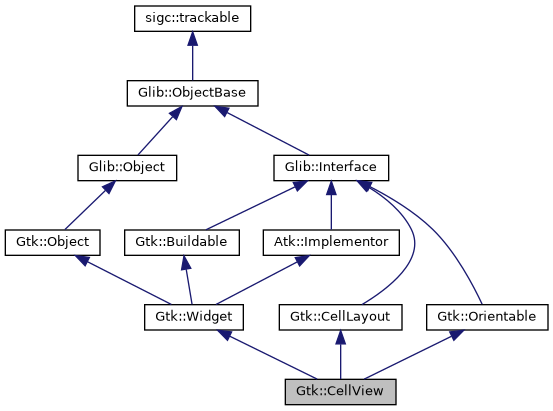 sigc::trackable
Glib::ObjectBase
Glib::Object
Glib::Interface
Gtk::Object
Gtk::Buildable
Atk::Implementor
Gtk::Widget
Gtk::CellLayout
Gtk::Orientable
Gtk::CellView